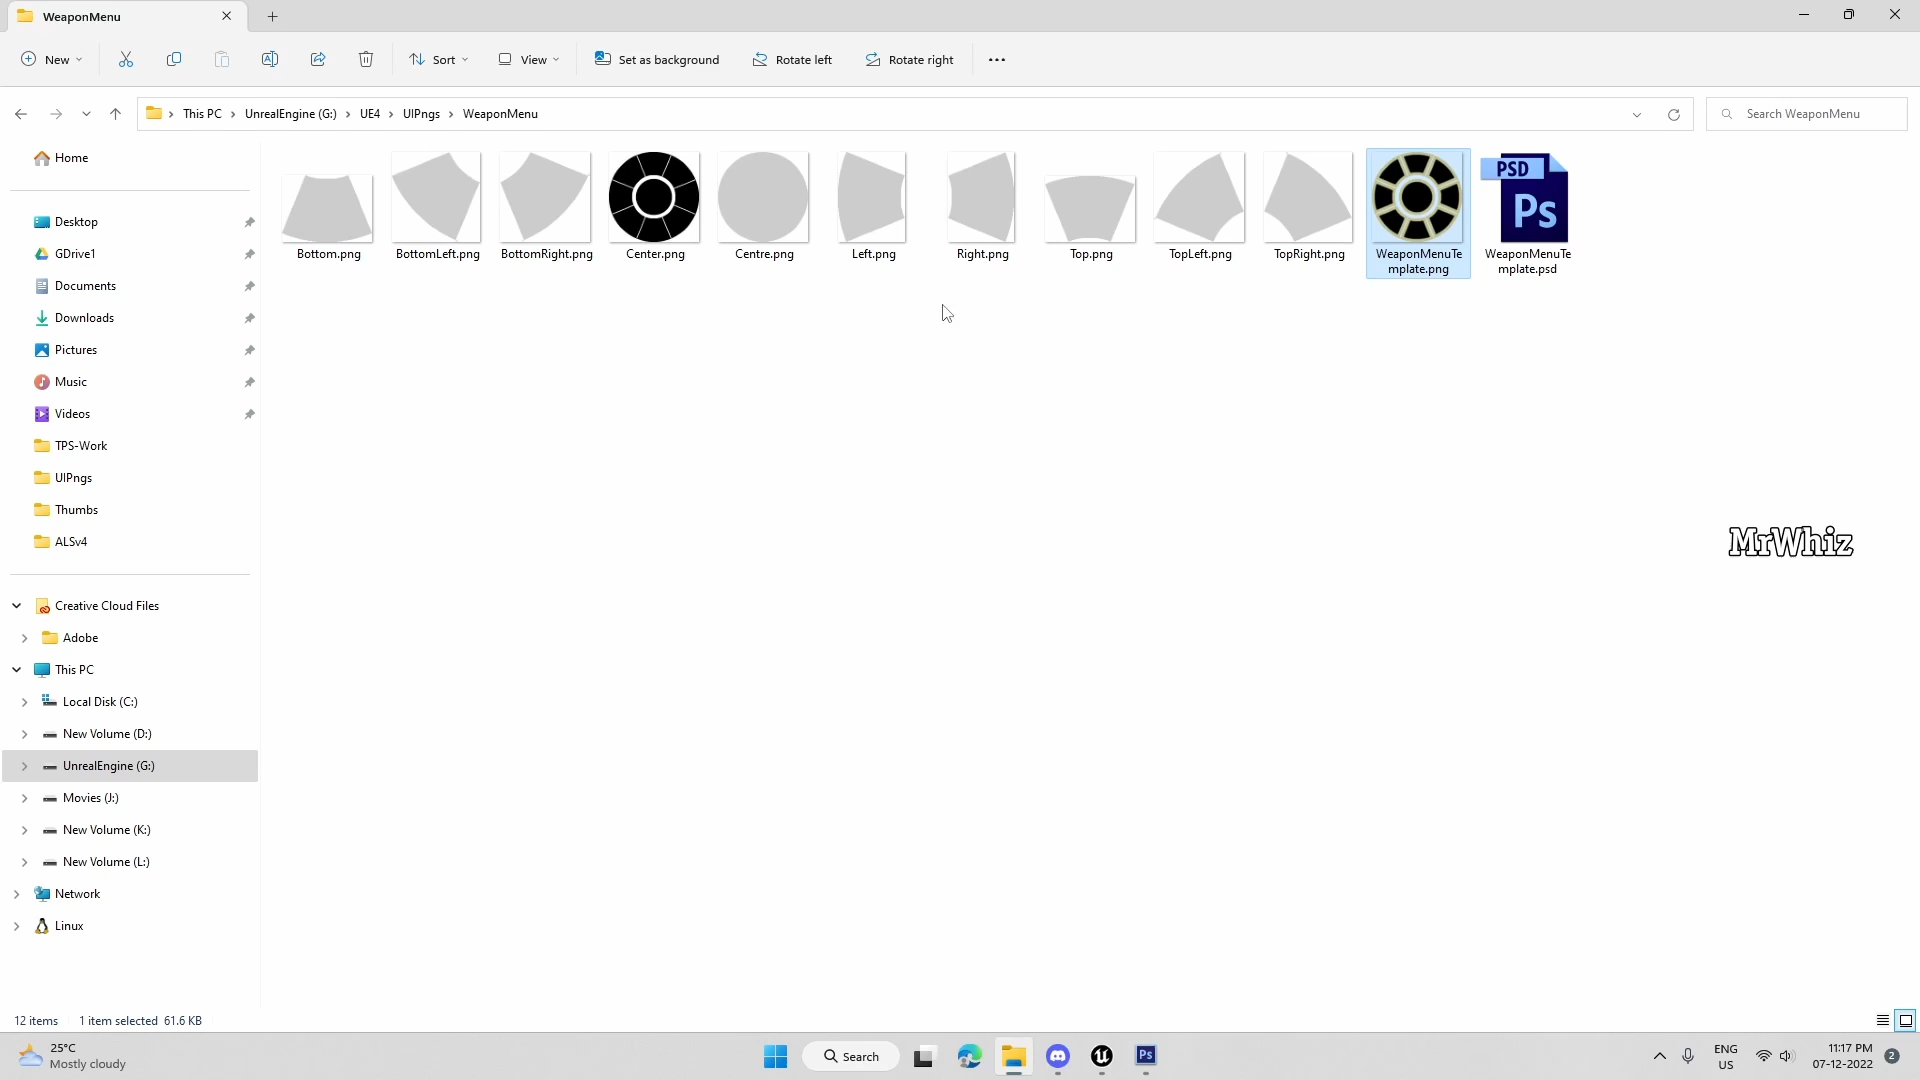 WeaponMenu
New
Sort
View
Set as background
Rotate left
Rotate right
This PC
UnrealEngine (G:)
UE4
UIPngs
WeaponMenu
Search WeaponMenu
Home
Desktop
GDrive1
Documents
Downloads
Pictures
Music
Videos
TPS-Work
UIPngs
Thumbs
ALSv4
Creative Cloud Files
Adobe
This PC
Local Disk (C:)
New Volume (D:)
UnrealEngine (G:)
Movies (J:)
New Volume (K:)
New Volume (L:)
Network
Linux
Bottom.png
BottomLeft.png
BottomRight.png
Center.png
Centre.png
Left.png
Right.png
Top.png
TopLeft.png
TopRight.png
WeaponMenuTe
mplate.png
PSD
Ps
WeaponMenuTe
mplate.psd
MrWhiz
12 items
1 item selected 61.6 KB
25°C
Mostly cloudy
Search
Ps
ENG
US
11:17 PM
07-12-2022
2